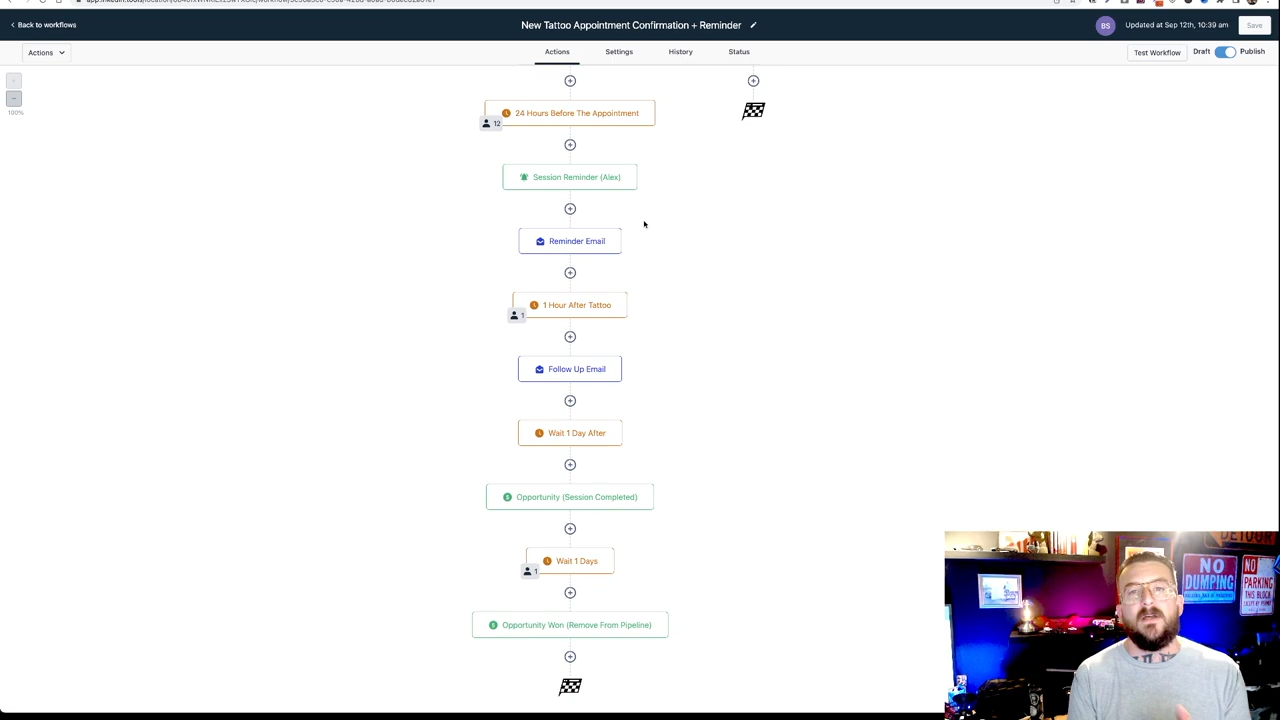 Back to workflows
New Tattoo Appointment Confirmation + Reminder
BS
Updated at Sep 12th, 10:39 am
Save
Actions
Actions
Settings
History
Status
Test Workflow
Draft
Publish
100%
24 Hours Before The Appointment
12
Session Reminder (Alex)
Reminder Email
1 Hour After Tattoo
1
Follow Up Email
Wait 1 Day After
Opportunity (Session Completed)
Wait 1 Days
1
Opportunity Won (Remove From Pipeline)
DETOUR
NO
DUMPING
NO
PARKING
THIS BLOCK